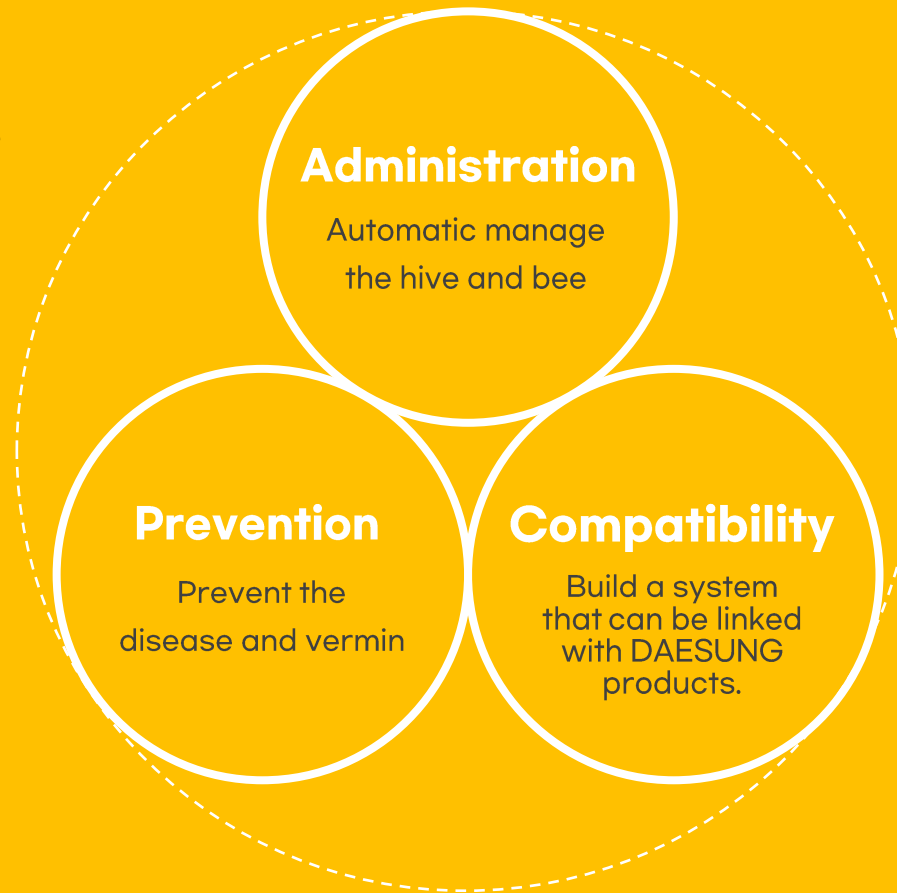 Administration
Automatic manage
the hive and bee
Prevention
Prevent the
disease and vermin
Compatibility
Build a system
that can be linked
with DAESUNG
products.